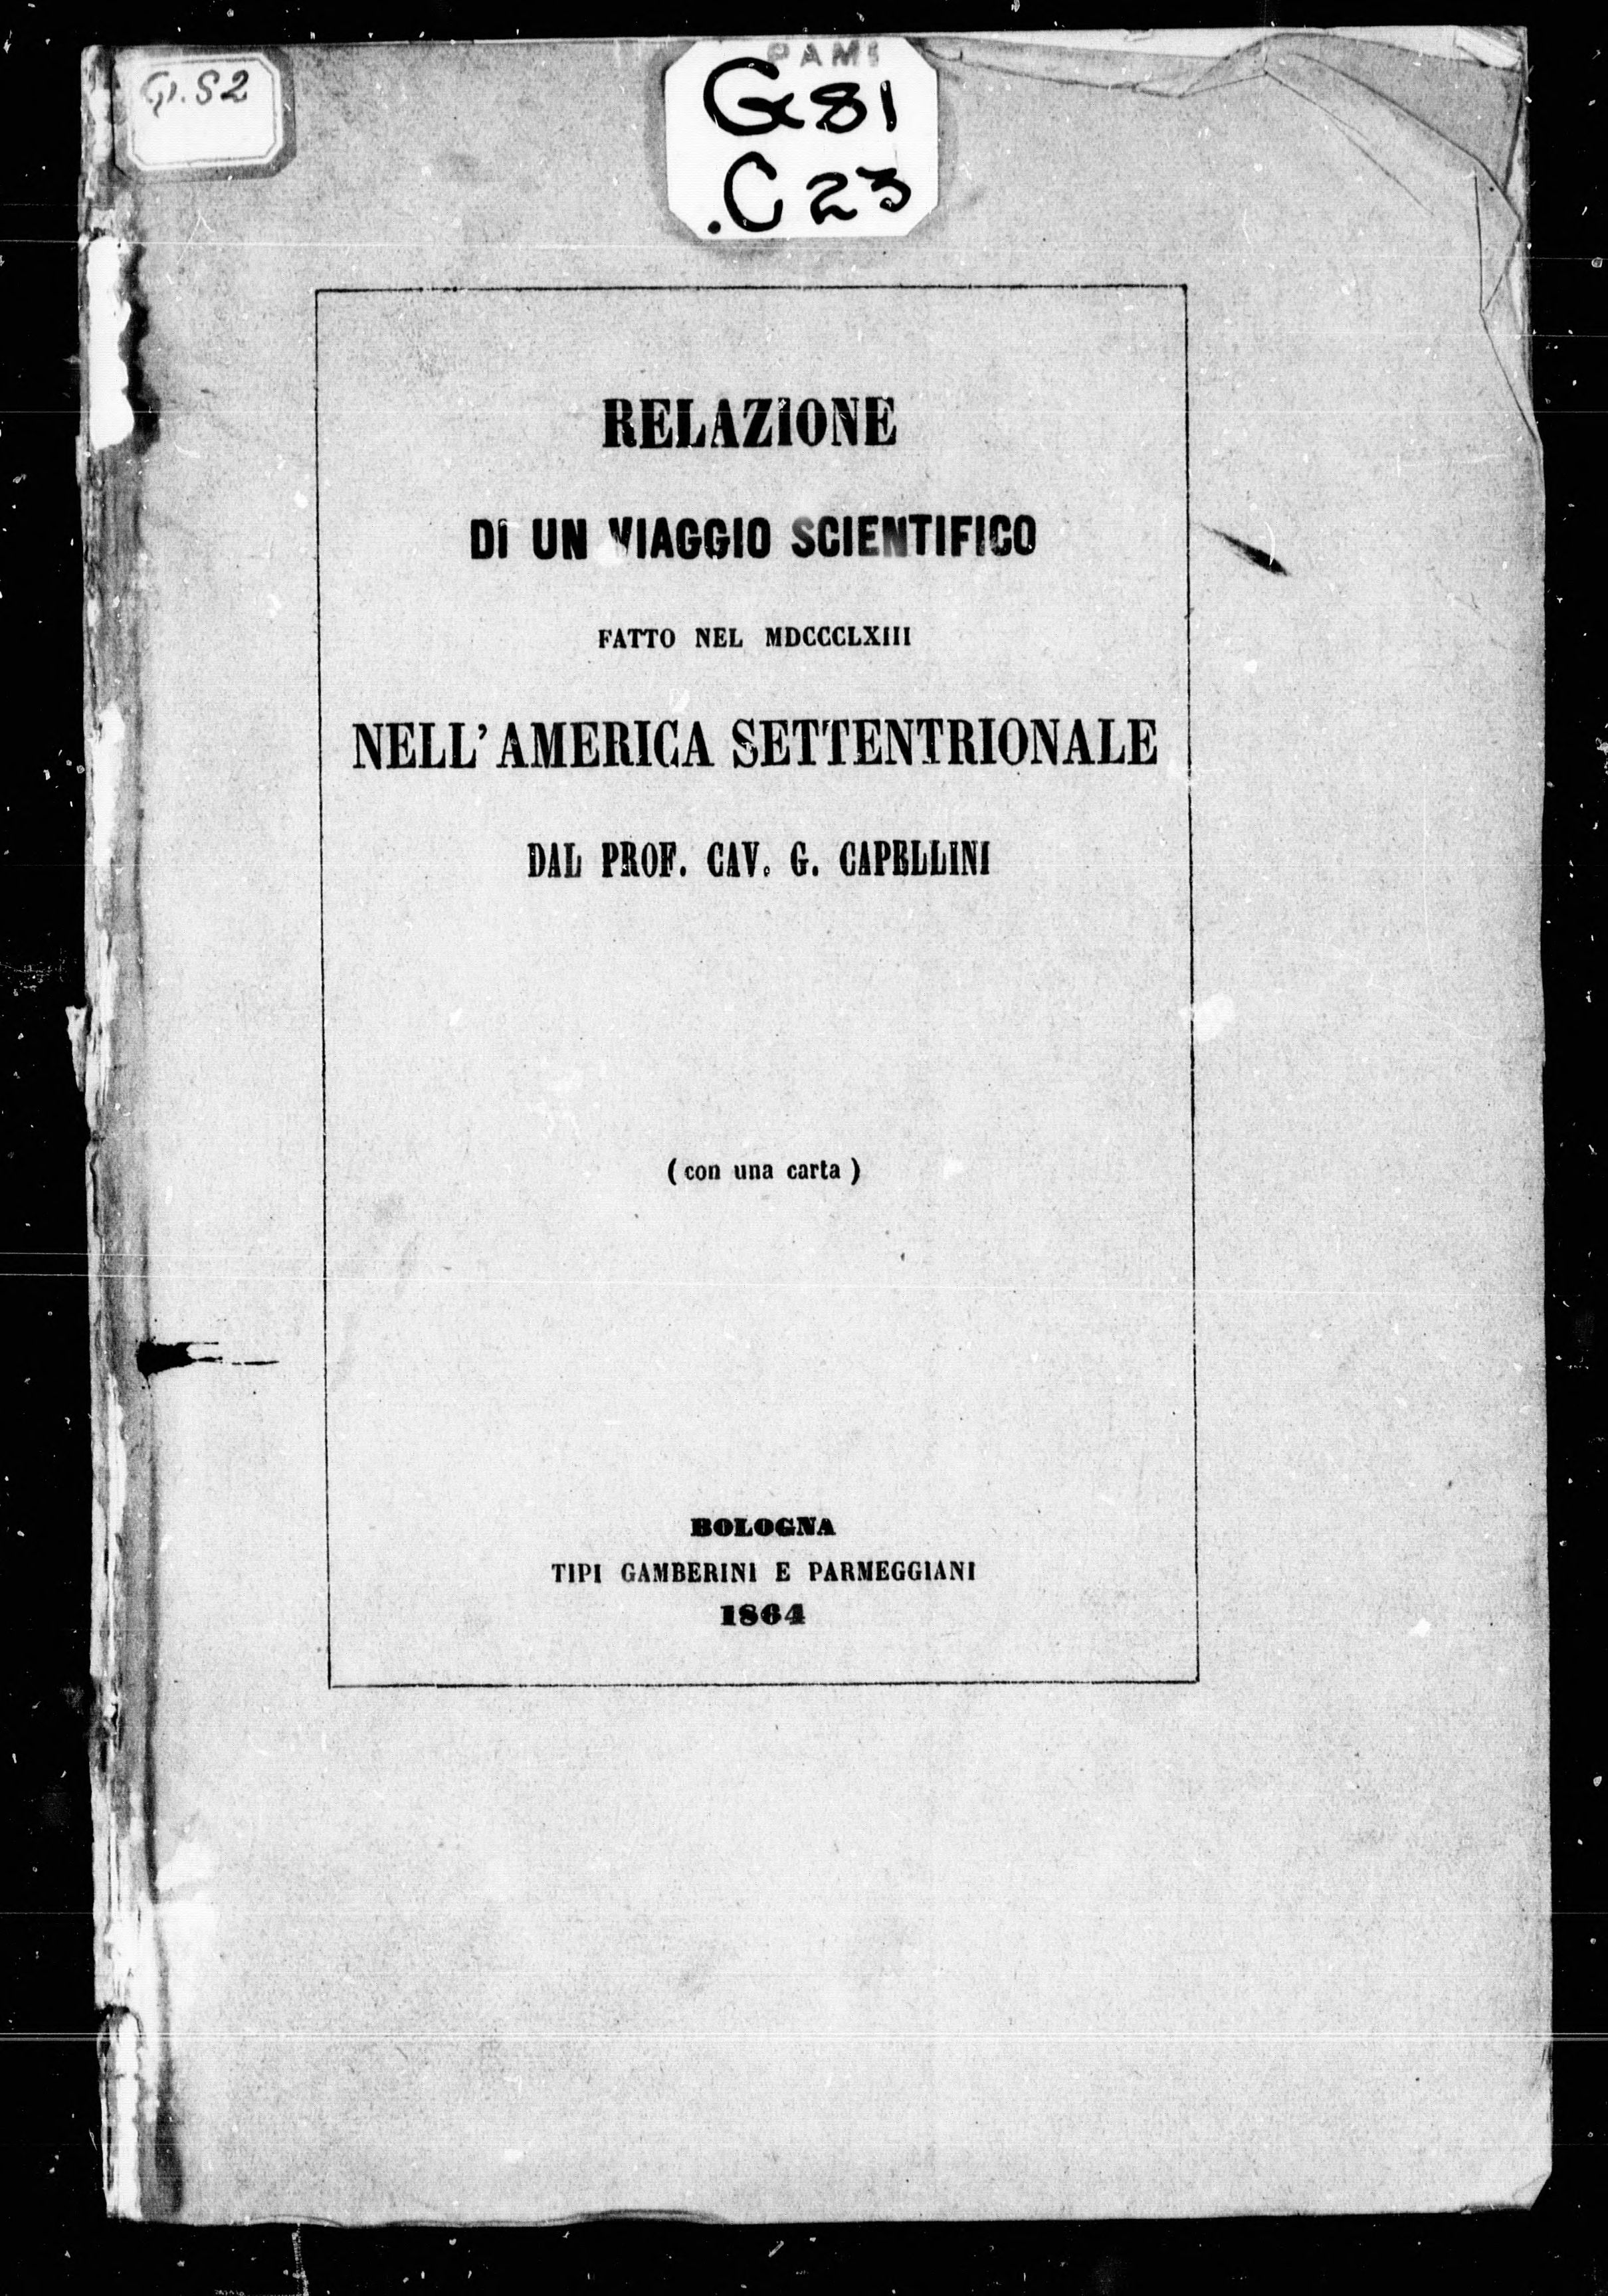 G. S2
PAM
G81
.C23
RELAZIONE
DI UN VIAGGIO SCIENTIFICO
FATTO NEL MDCCCLXIII
NELL' AMERICA SETTENTRIONALE
DAL PROF. CAV. G. CAPELLINI
( con una carta )
BOLOGNA
TIPI GAMBERINI E PARMEGGIANI
1864